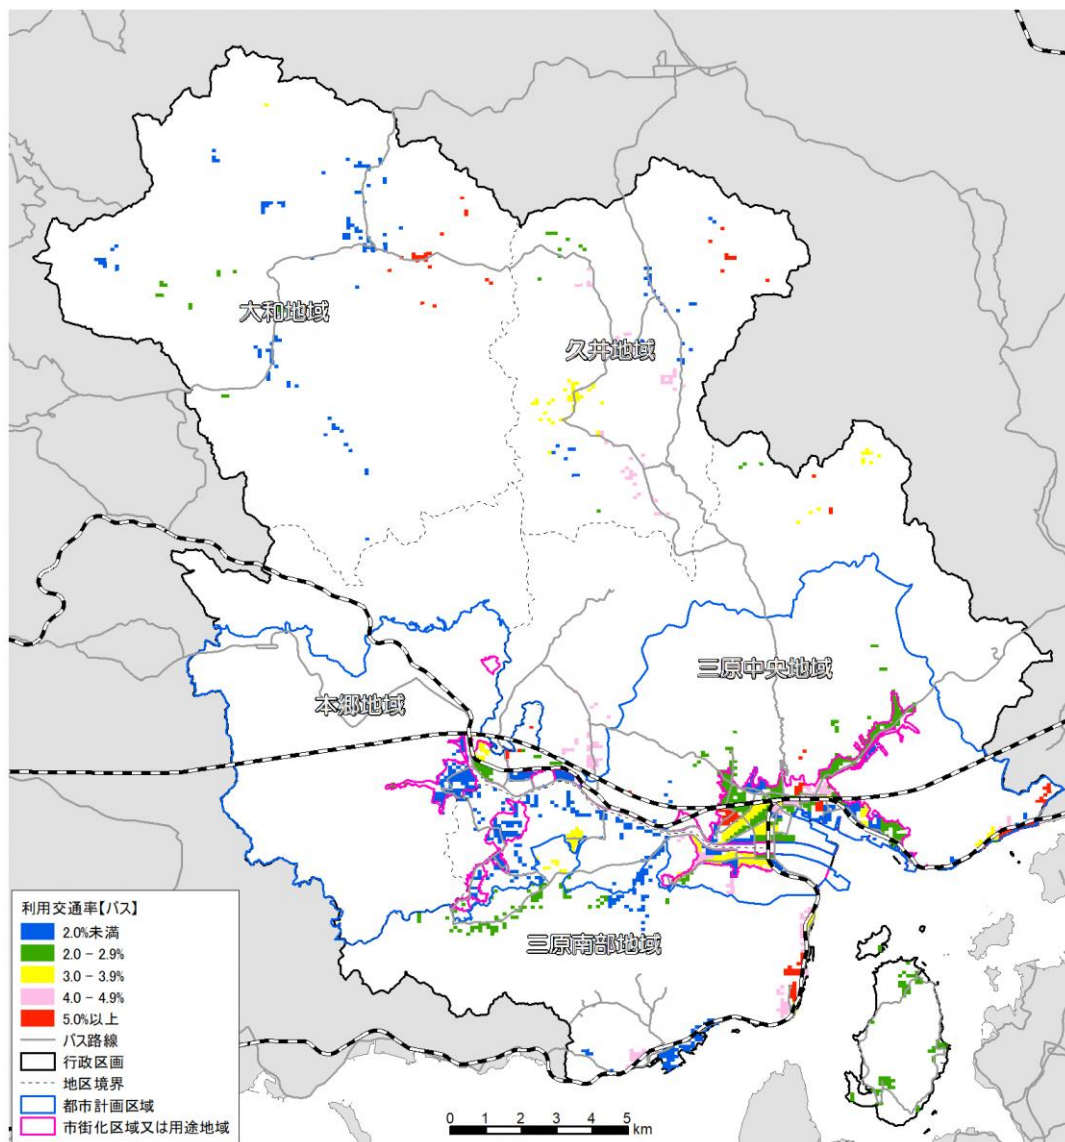 大和地域
久井地域
三原中央地域
本郷地域
三原南部地域
利用交通率【バス】
2.0%未満
2.0 - 2.9%
3.0 - 3.9%
4.0 - 4.9%
5.0%以上
バス路線
行政区画
地区境界
都市計画区域
市街化区域又は用途地域
0 1 2 3 4 5
km